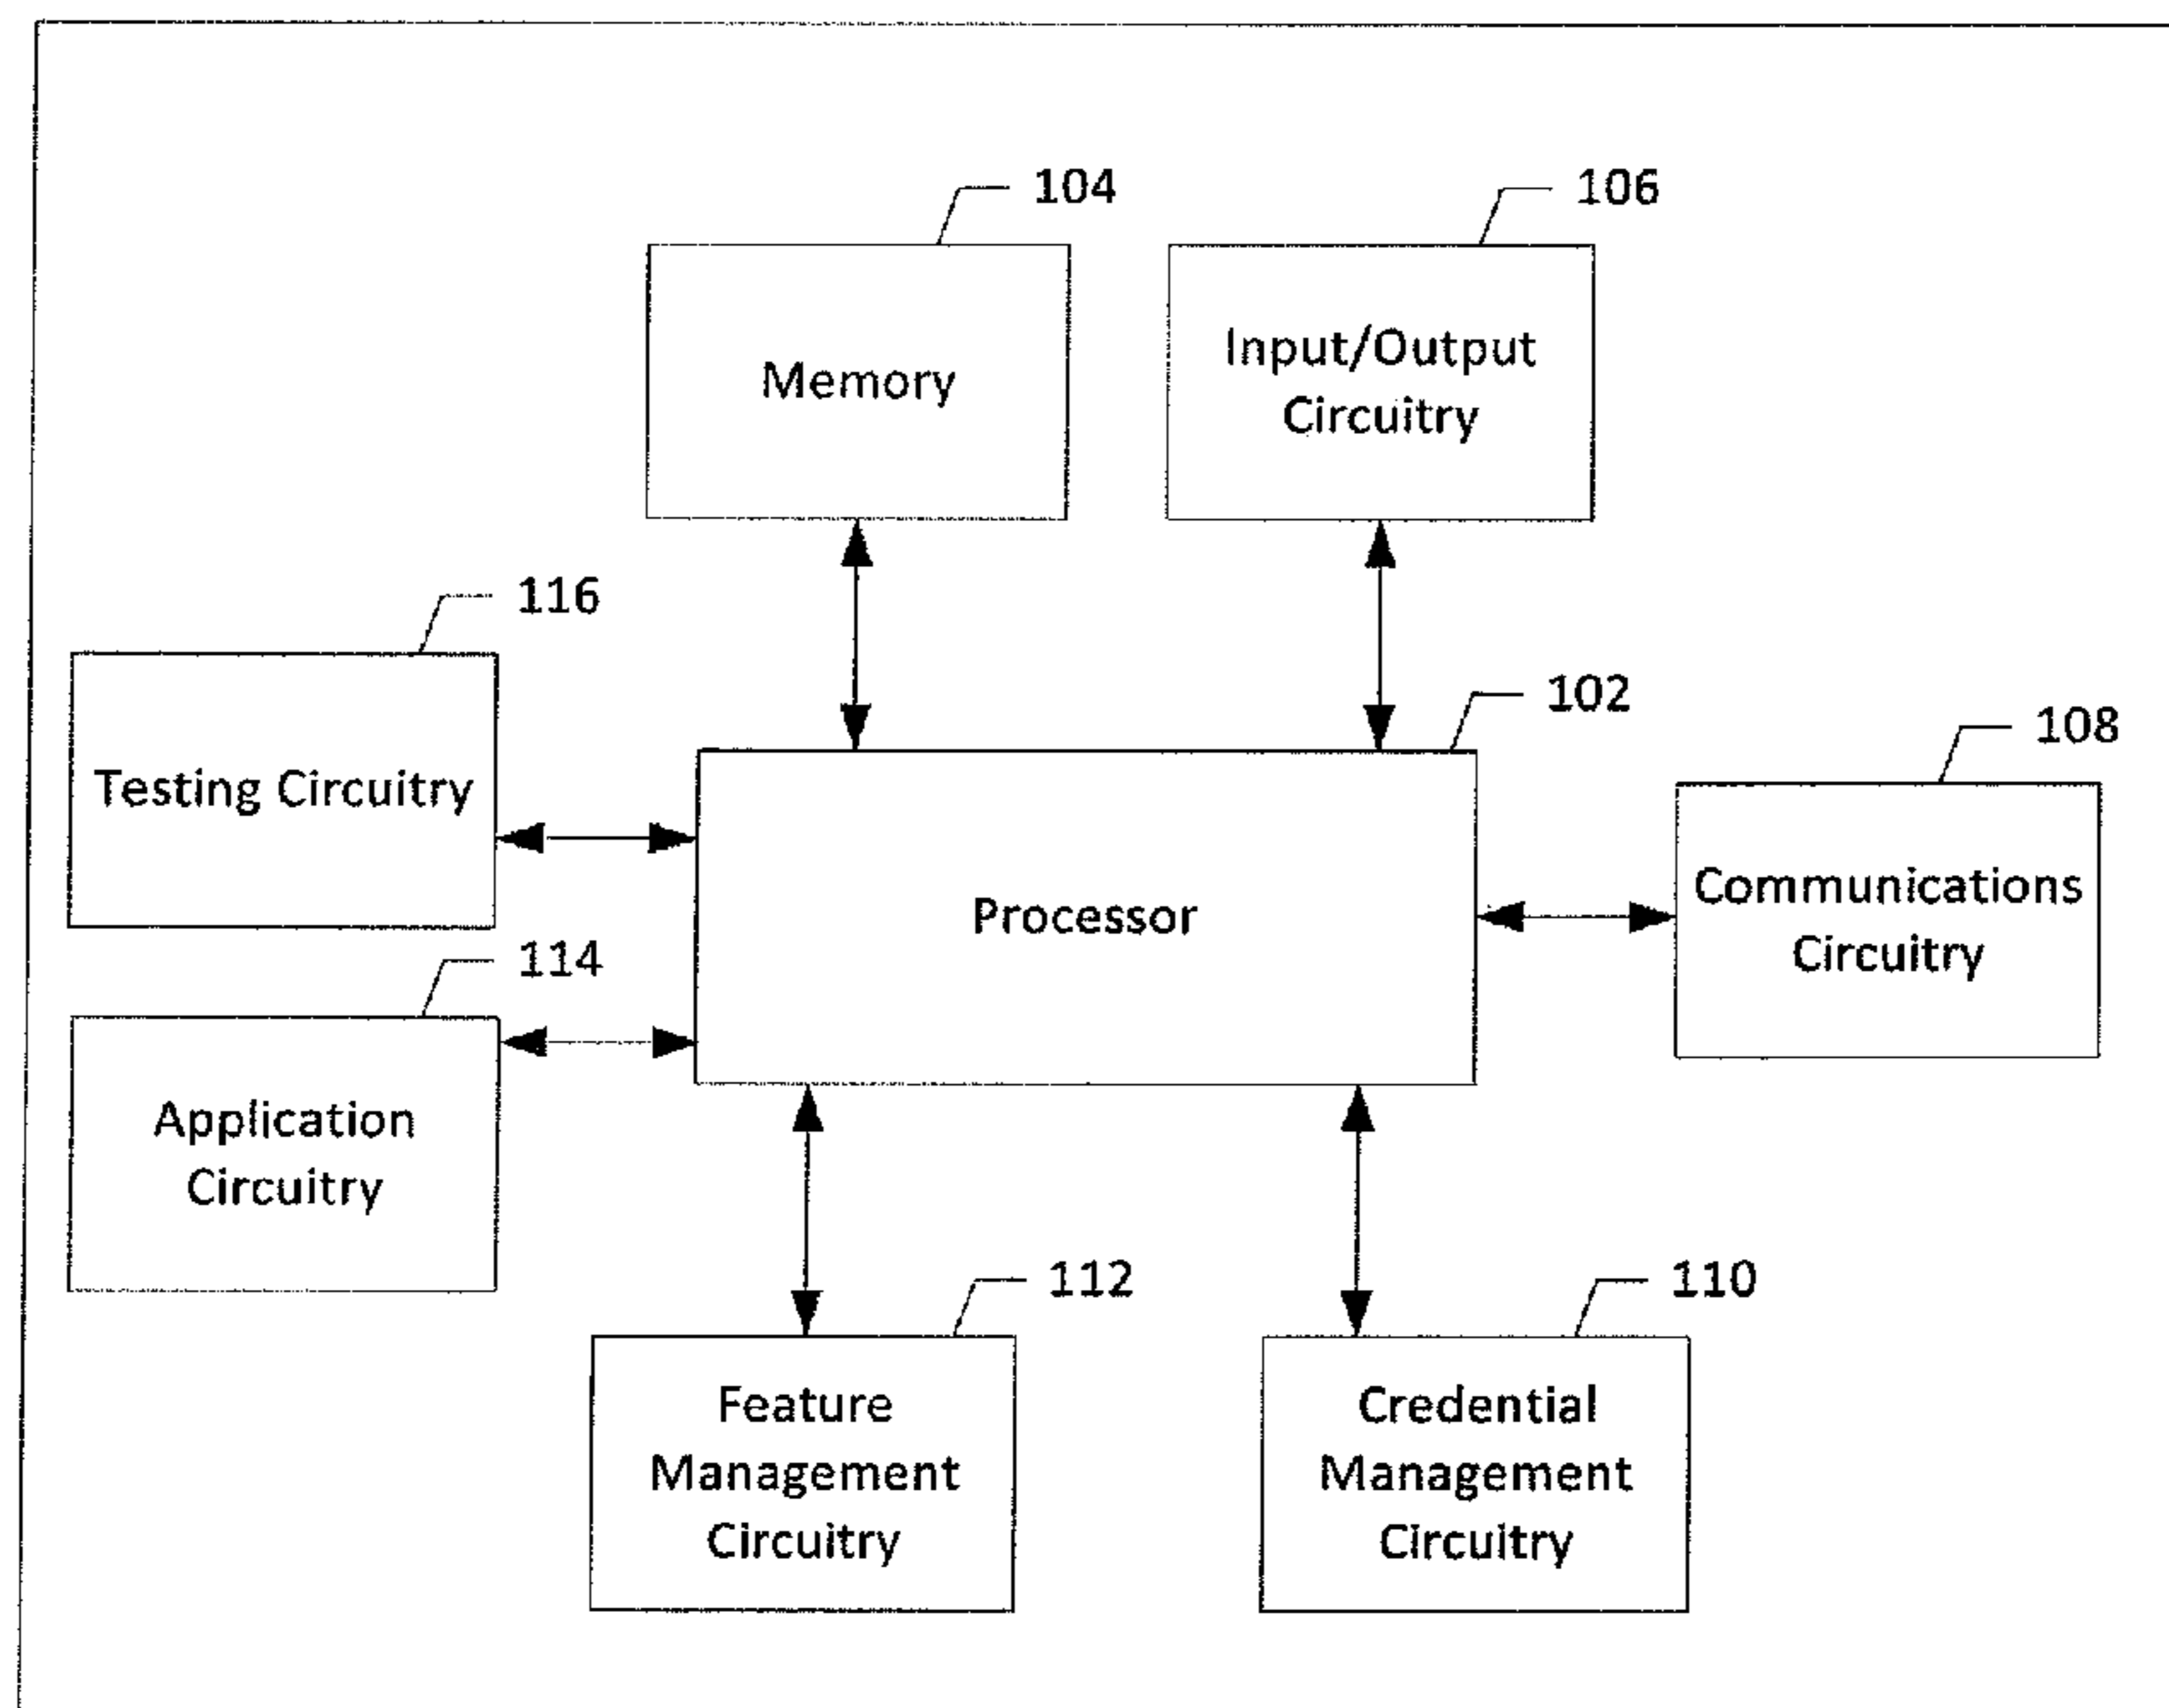 104
106
Memory
Input/Output
Circuitry
116
102
108
Testing Circuitry
Processor
Communications
Circuitry
114
Application
Circuitry
112
110
Feature
Management
Circuitry
Credential
Management
Circuitry